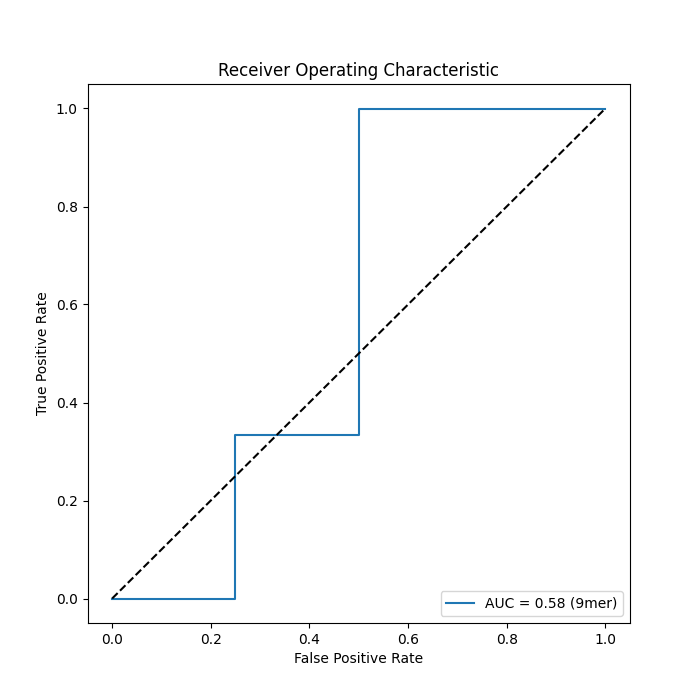 Receiver Operating Characteristic
1.0
0.8
0.6
0.4
0.2
0.0
True Positive Rate
AUC = 0.58 (9mer)
0.0 0.2 0.4 0.6 0.8 1.0
False Positive Rate